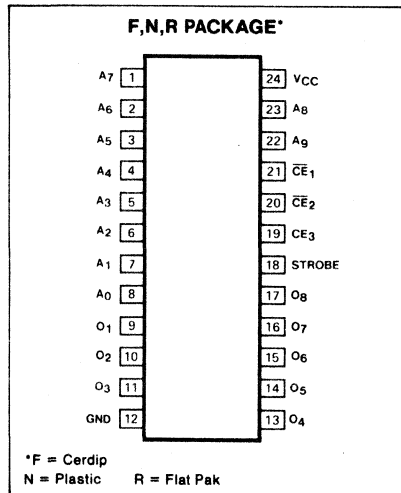 F,N,R PACKAGE*
A7 1 24 VCC
A6 2 23 A8
A5 3 22 A9
A4 4 21 C̅E̅1
A3 5 20 C̅E̅2
A2 6 19 CE3
A1 7 18 STROBE
A0 8 17 O8
O1 9 16 O7
O2 10 15 O6
O3 11 14 O5
GND 12 13 O4
*F = Cerdip
N = Plastic R = Flat Pak